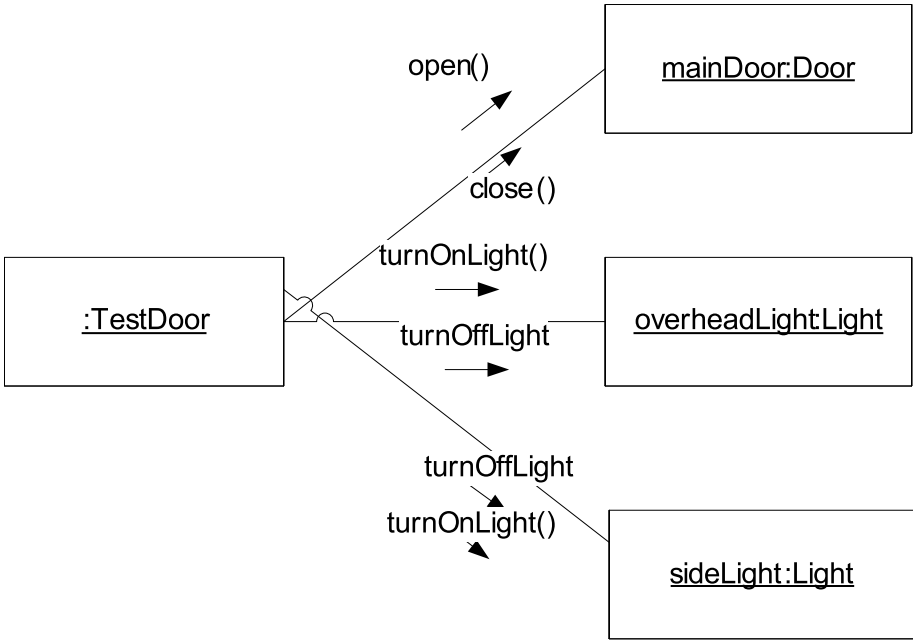 open()
mainDoor:Door
close()
turnOnLight()
:TestDoor
overheadLight:Light
turnOffLight
turnOffLight
turnOnLight()
sideLight:Light